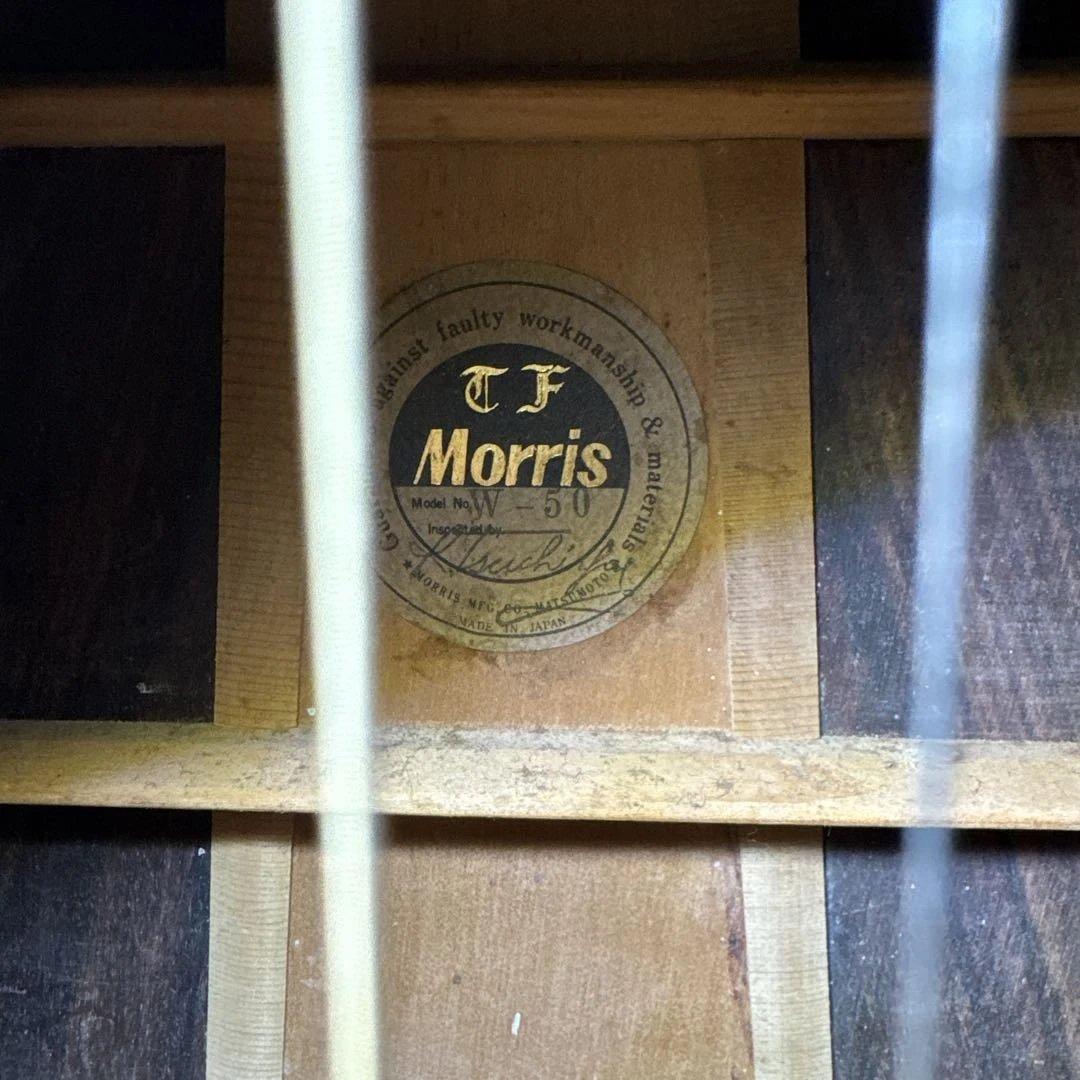 against faulty workmanship & materials
TF
Morris
Model No. W-50
Inspected by
★ MORRIS MFG. CO. MATSUMOTO ★
MADE IN JAPAN